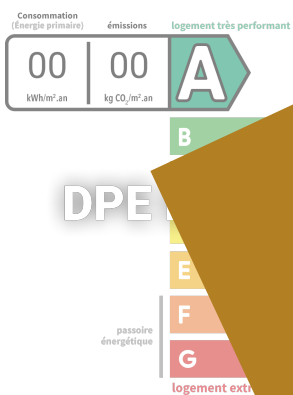 Consommation
(Énergie primaire)
émissions
logement très performant
00
00
A
kWh/m².an
kg CO₂/m².an
B
DPE
E
F
passoire
énergétique
G
logement